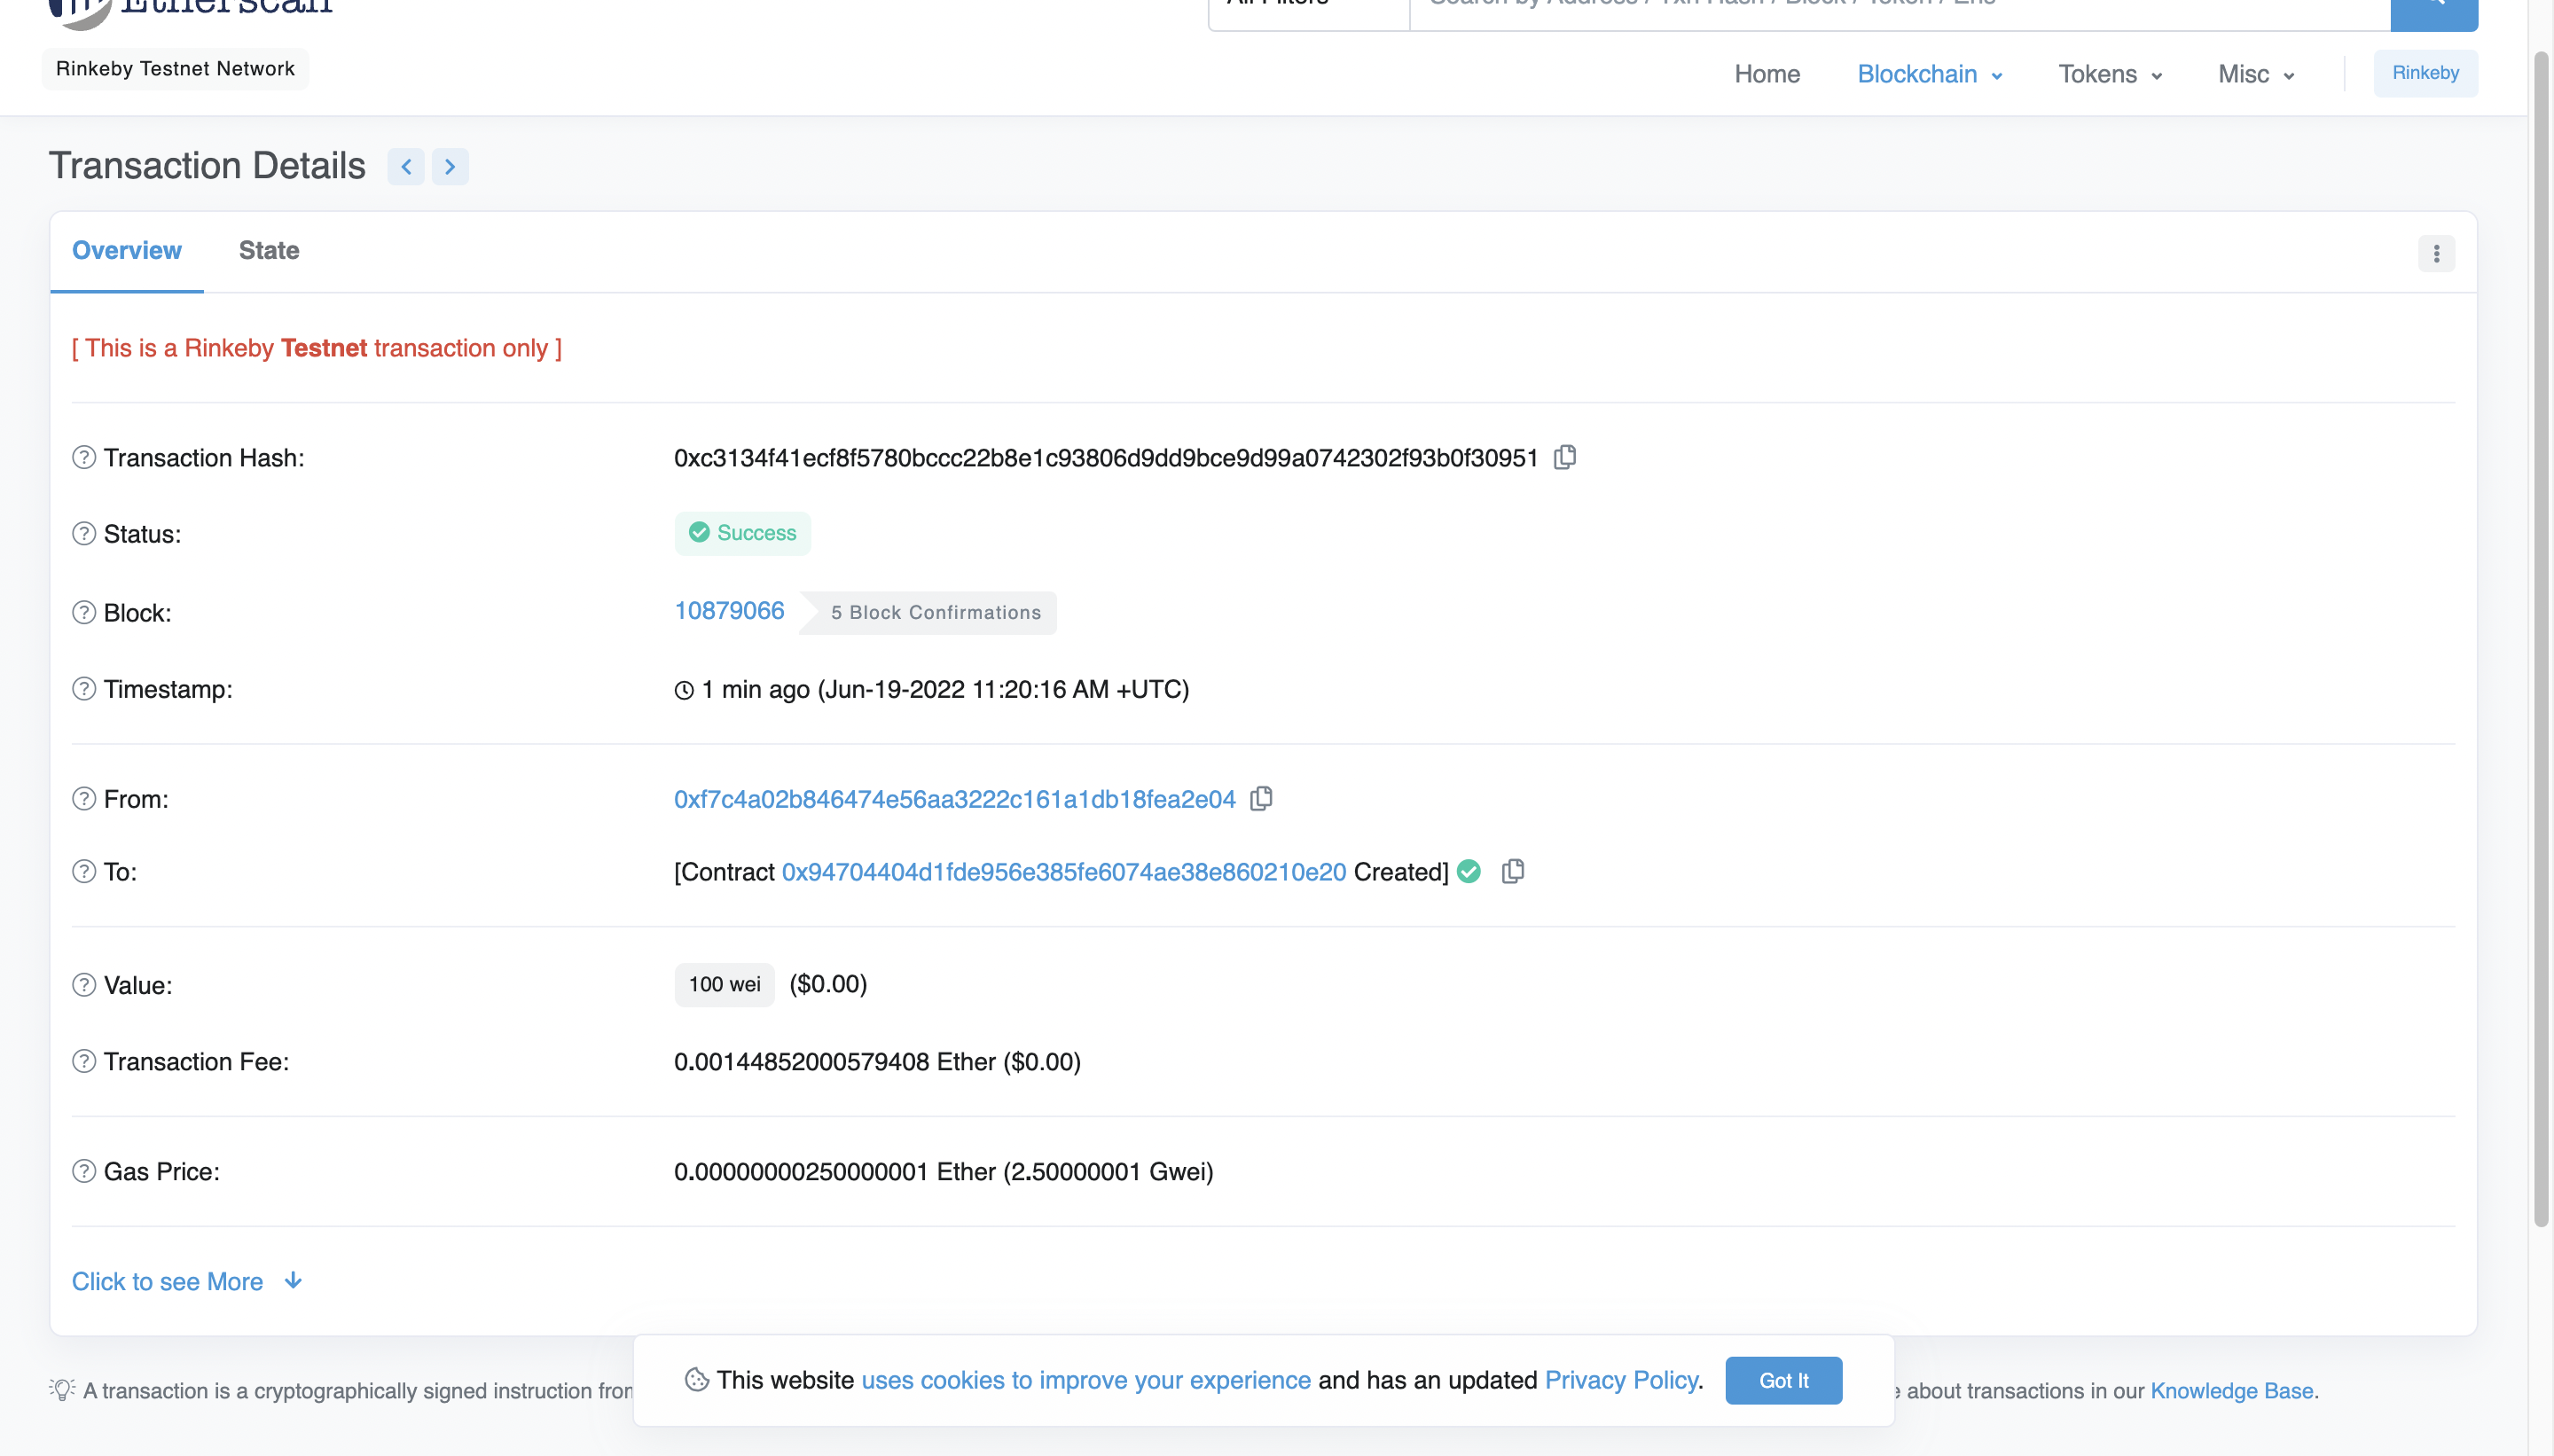 Etherscan
All Filters
Search by Address / Txn Hash / Block / Token / Ens
Rinkeby Testnet Network
Home
Blockchain
Tokens
Misc
Rinkeby
Transaction Details
Overview
State
[ This is a Rinkeby Testnet transaction only ]
Transaction Hash:
0xc3134f41ecf8f5780bccc22b8e1c93806d9dd9bce9d99a0742302f93b0f30951
Status:
Success
Block:
10879066
5 Block Confirmations
Timestamp:
1 min ago (Jun-19-2022 11:20:16 AM +UTC)
From:
0xf7c4a02b846474e56aa3222c161a1db18fea2e04
To:
[Contract 0x94704404d1fde956e385fe6074ae38e860210e20 Created]
Value:
100 wei ($0.00)
Transaction Fee:
0.00144852000579408 Ether ($0.00)
Gas Price:
0.00000000250000001 Ether (2.50000001 Gwei)
Click to see More
This website uses cookies to improve your experience and has an updated Privacy Policy.
Got It
A transaction is a cryptographically signed instruction from
about transactions in our Knowledge Base.